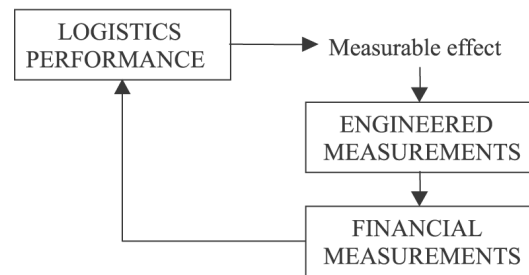 LOGISTICS
PERFORMANCE
Measurable effect
ENGINEERED
MEASUREMENTS
FINANCIAL
MEASUREMENTS